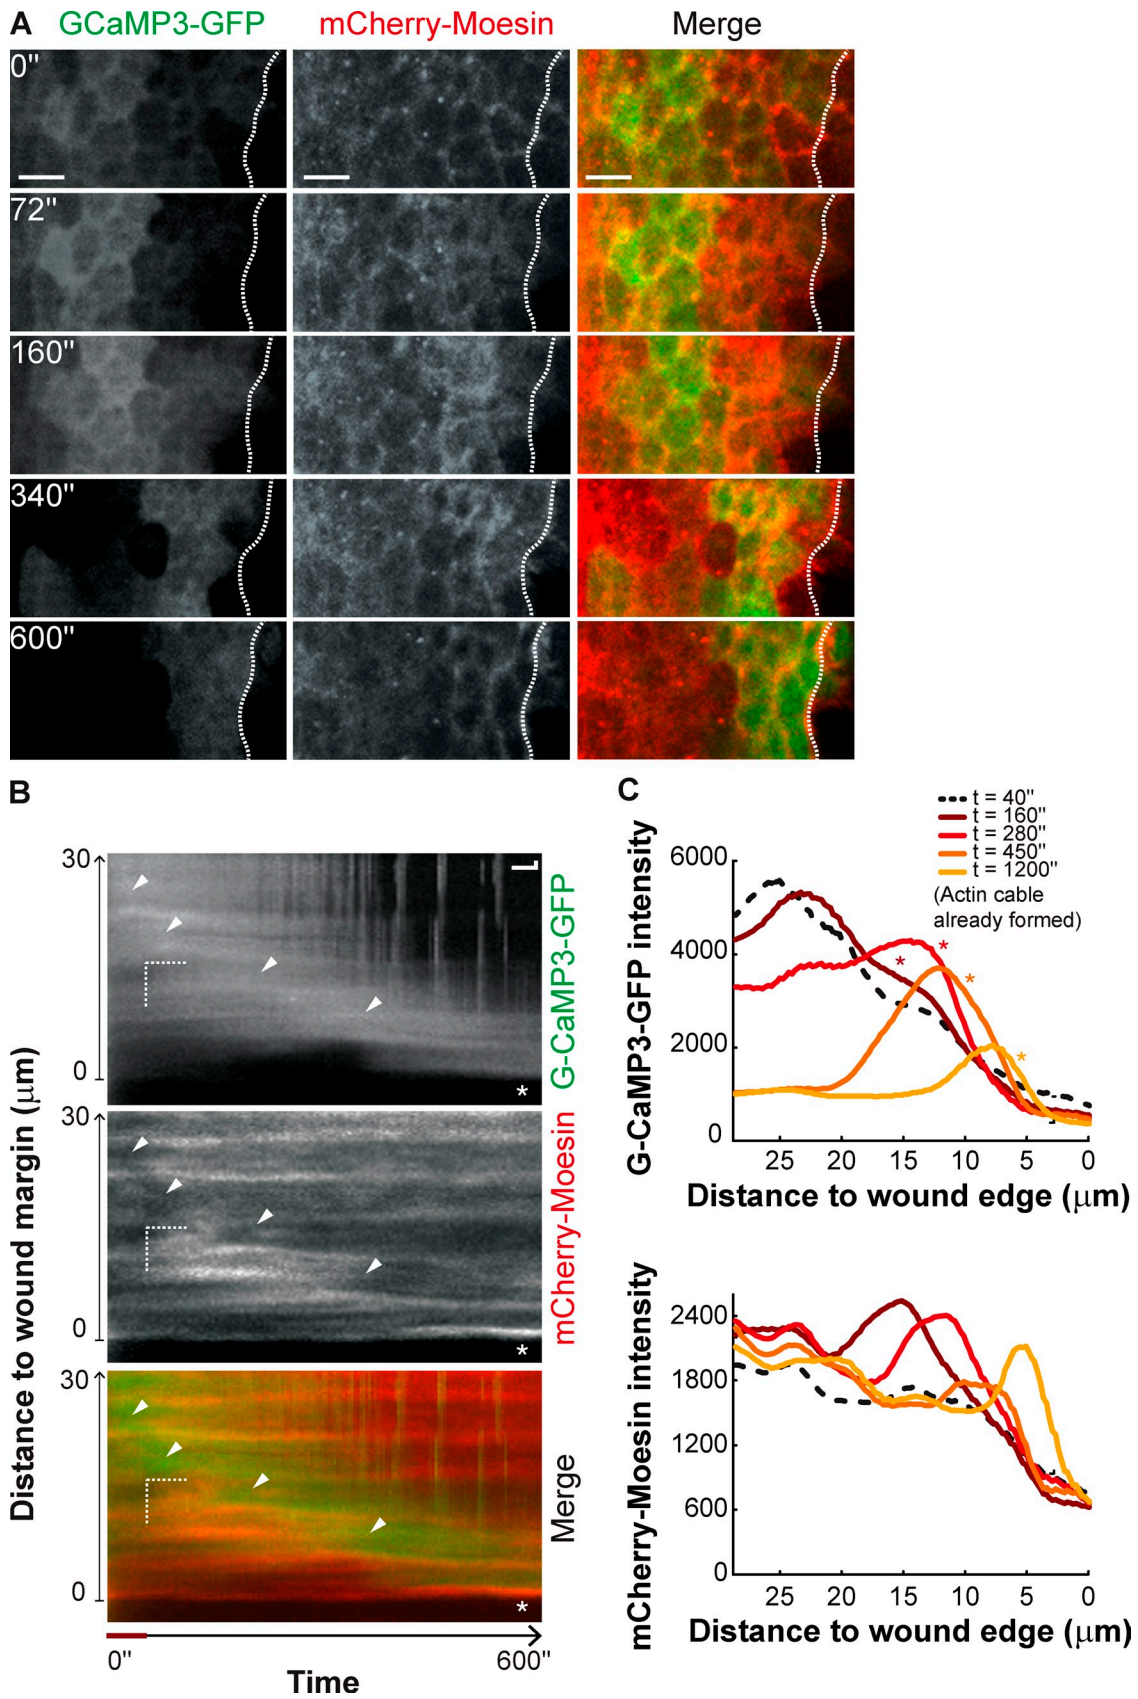 A
GCaMP3-GFP
mCherry-Moesin
Merge
0"
72"
160"
340"
600"
B
Distance to wound margin (μm)
30
0
G-CaMP3-GFP
*
30
0
mCherry-Moesin
*
30
0
Merge
*
0"
600"
Time
C
t = 40"
t = 160"
t = 280"
t = 450"
t = 1200"
(Actin cable
already formed)
G-CaMP3-GFP intensity
6000
4000
2000
0
* * * *
25 20 15 10 5 0
Distance to wound edge (μm)
mCherry-Moesin intensity
2400
1800
1200
600
0
25 20 15 10 5 0
Distance to wound edge (μm)